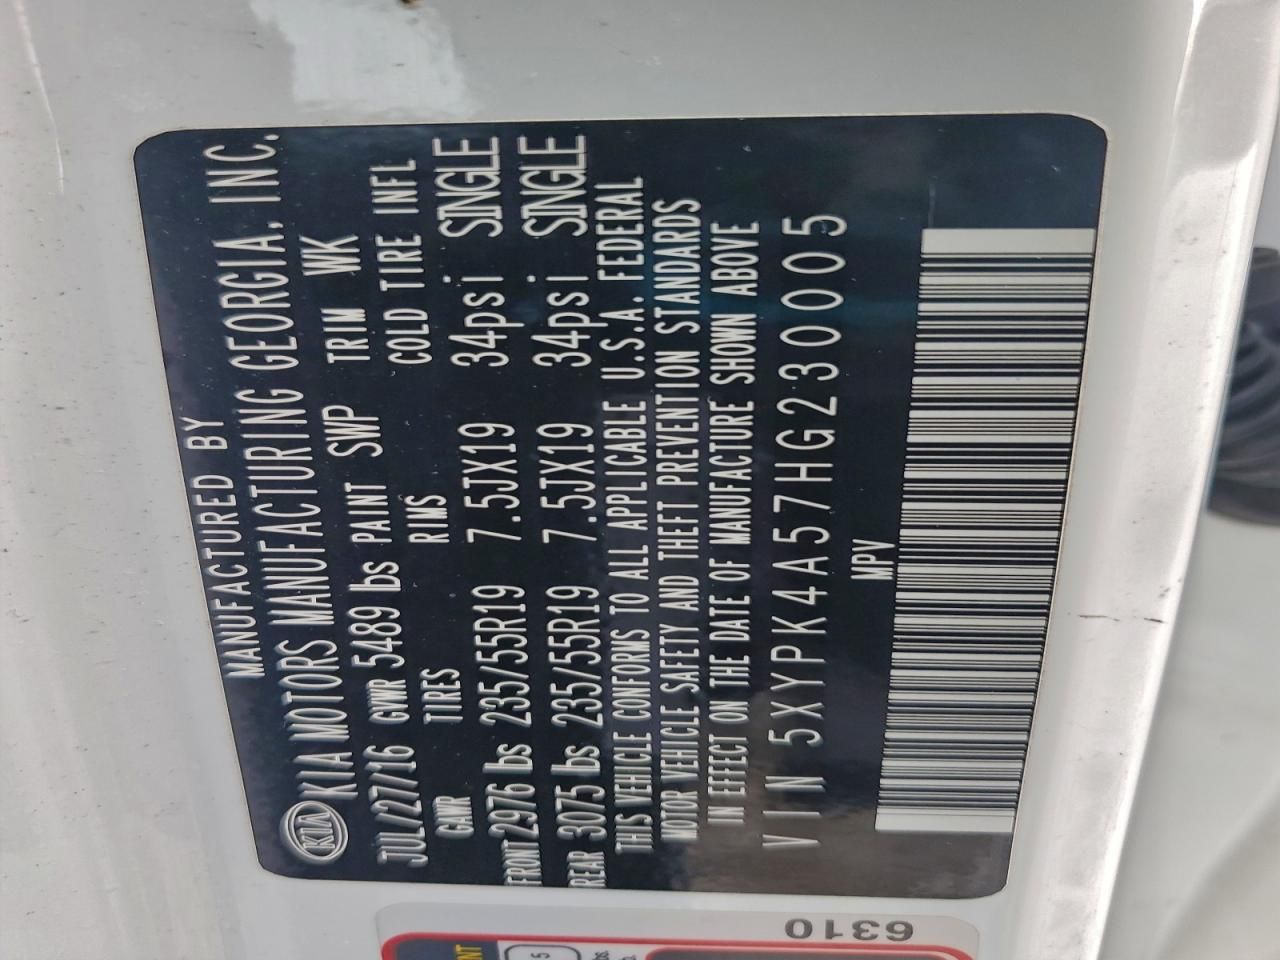 MANUFACTURED BY
KIA KIA MOTORS MANUFACTURING GEORGIA, INC.
JUL/27/16 GVWR 5489 lbs PAINT SWP TRIM WK
GAWR TIRES RIMS COLD TIRE INFL
FRONT 2976 lbs 235/55R19 7.5JX19 34psi SINGLE
REAR 3075 lbs 235/55R19 7.5JX19 34psi SINGLE
THIS VEHICLE CONFORMS TO ALL APPLICABLE U.S.A. FEDERAL
MOTOR VEHICLE SAFETY AND THEFT PREVENTION STANDARDS
IN EFFECT ON THE DATE OF MANUFACTURE SHOWN ABOVE
VIN 5XYPK4A57HG23005
MPV
6310
5